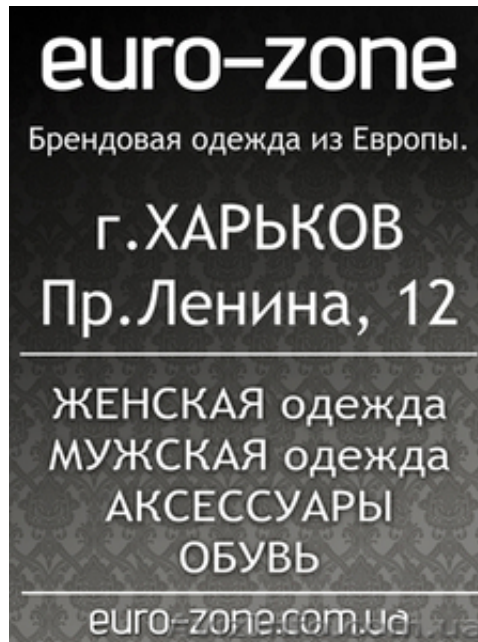 euro-zone
Брендовая одежда из Европы.
г.ХАРЬКОВ
Пр.Ленина, 12
ЖЕНСКАЯ одежда
МУЖСКАЯ одежда
АКСЕССУАРЫ
ОБУВЬ
euro-zone.com.ua